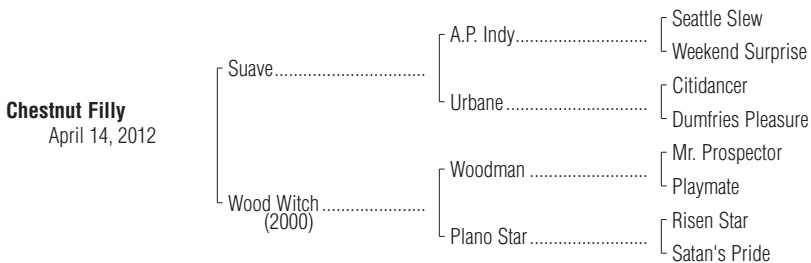 Chestnut Filly
April 14, 2012
Suave
Wood Witch
(2000)
A.P. Indy
Urbane
Woodman
Plano Star
Seattle Slew
Weekend Surprise
Citidancer
Dumfries Pleasure
Mr. Prospector
Playmate
Risen Star
Satan's Pride